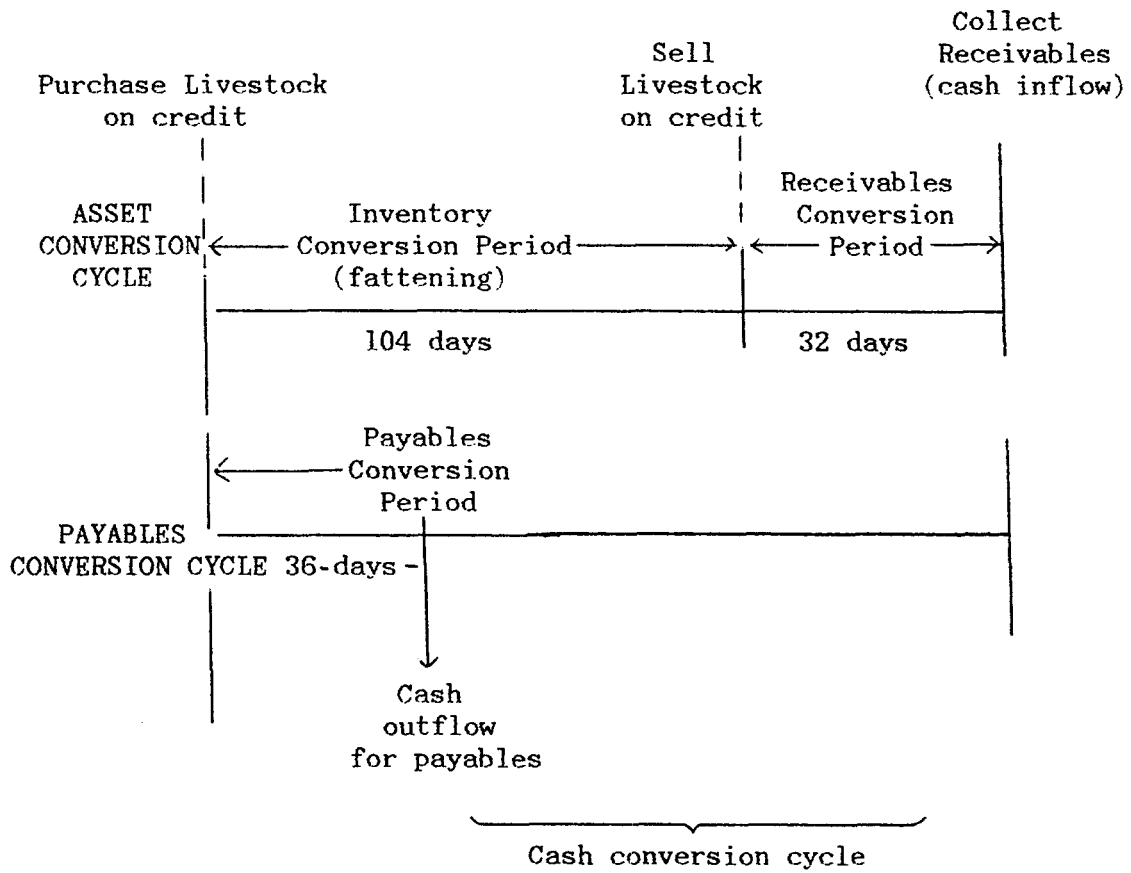 Collect
Receivables
(cash inflow)
Sell
Livestock
on credit
Purchase Livestock
on credit
Receivables
Conversion
Period
ASSET
CONVERSION
CYCLE
Inventory
Conversion Period
(fattening)
104 days
32 days
Payables
Conversion
Period
PAYABLES
CONVERSION CYCLE 36-days
Cash
outflow
for payables
Cash conversion cycle